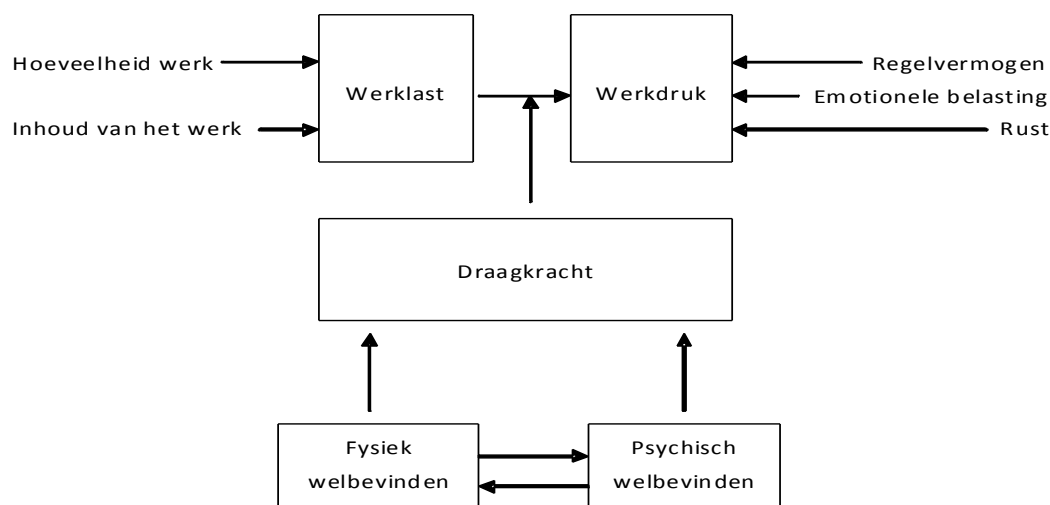 Hoeveelheid werk
Inhoud van het werk
Werklast
Werkdruk
Regelvermogen
Emotionele belasting
Rust
Draagkracht
Fysiek
welbevinden
Psychisch
welbevinden